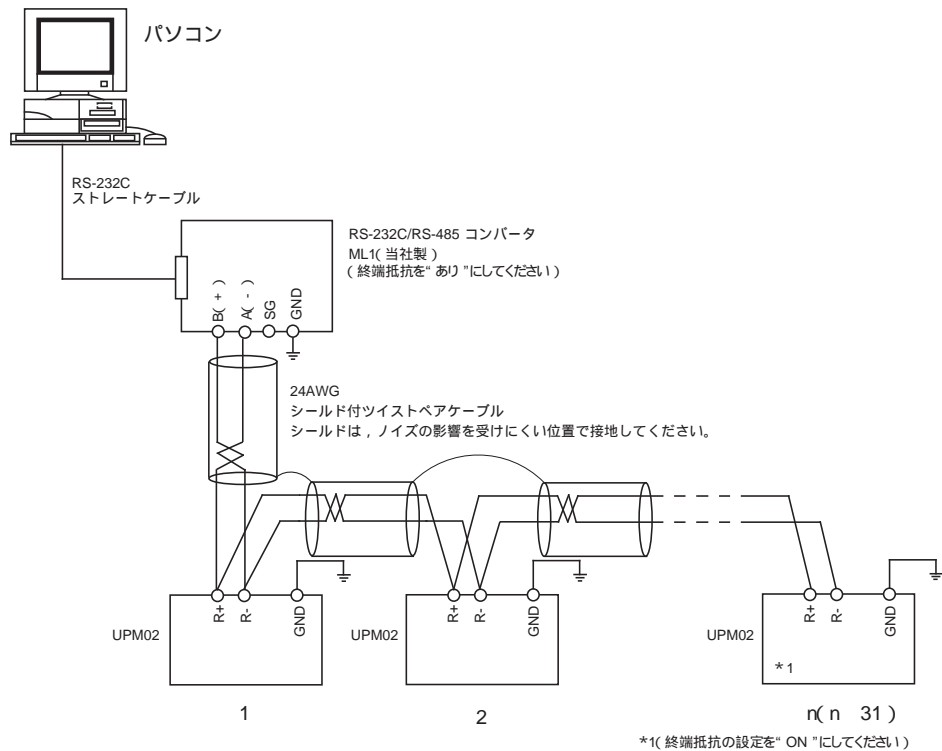 パソコン
RS-232C
ストレートケーブル
RS-232C/RS-485 コンバータ
ML1( 当社製 )
( 終端抵抗を“ あり ”にしてください )
B( + )
A( - )
SG
GND
24AWG
シールド付ツイストペアケーブル
シールドは , ノイズの影響を受けにくい位置で接地してください。
UPM02
R+
R-
GND
UPM02
R+
R-
GND
UPM02
R+
R-
GND
*1
1
2
n( n 31 )
*1( 終端抵抗の設定を“ ON ”にしてください )